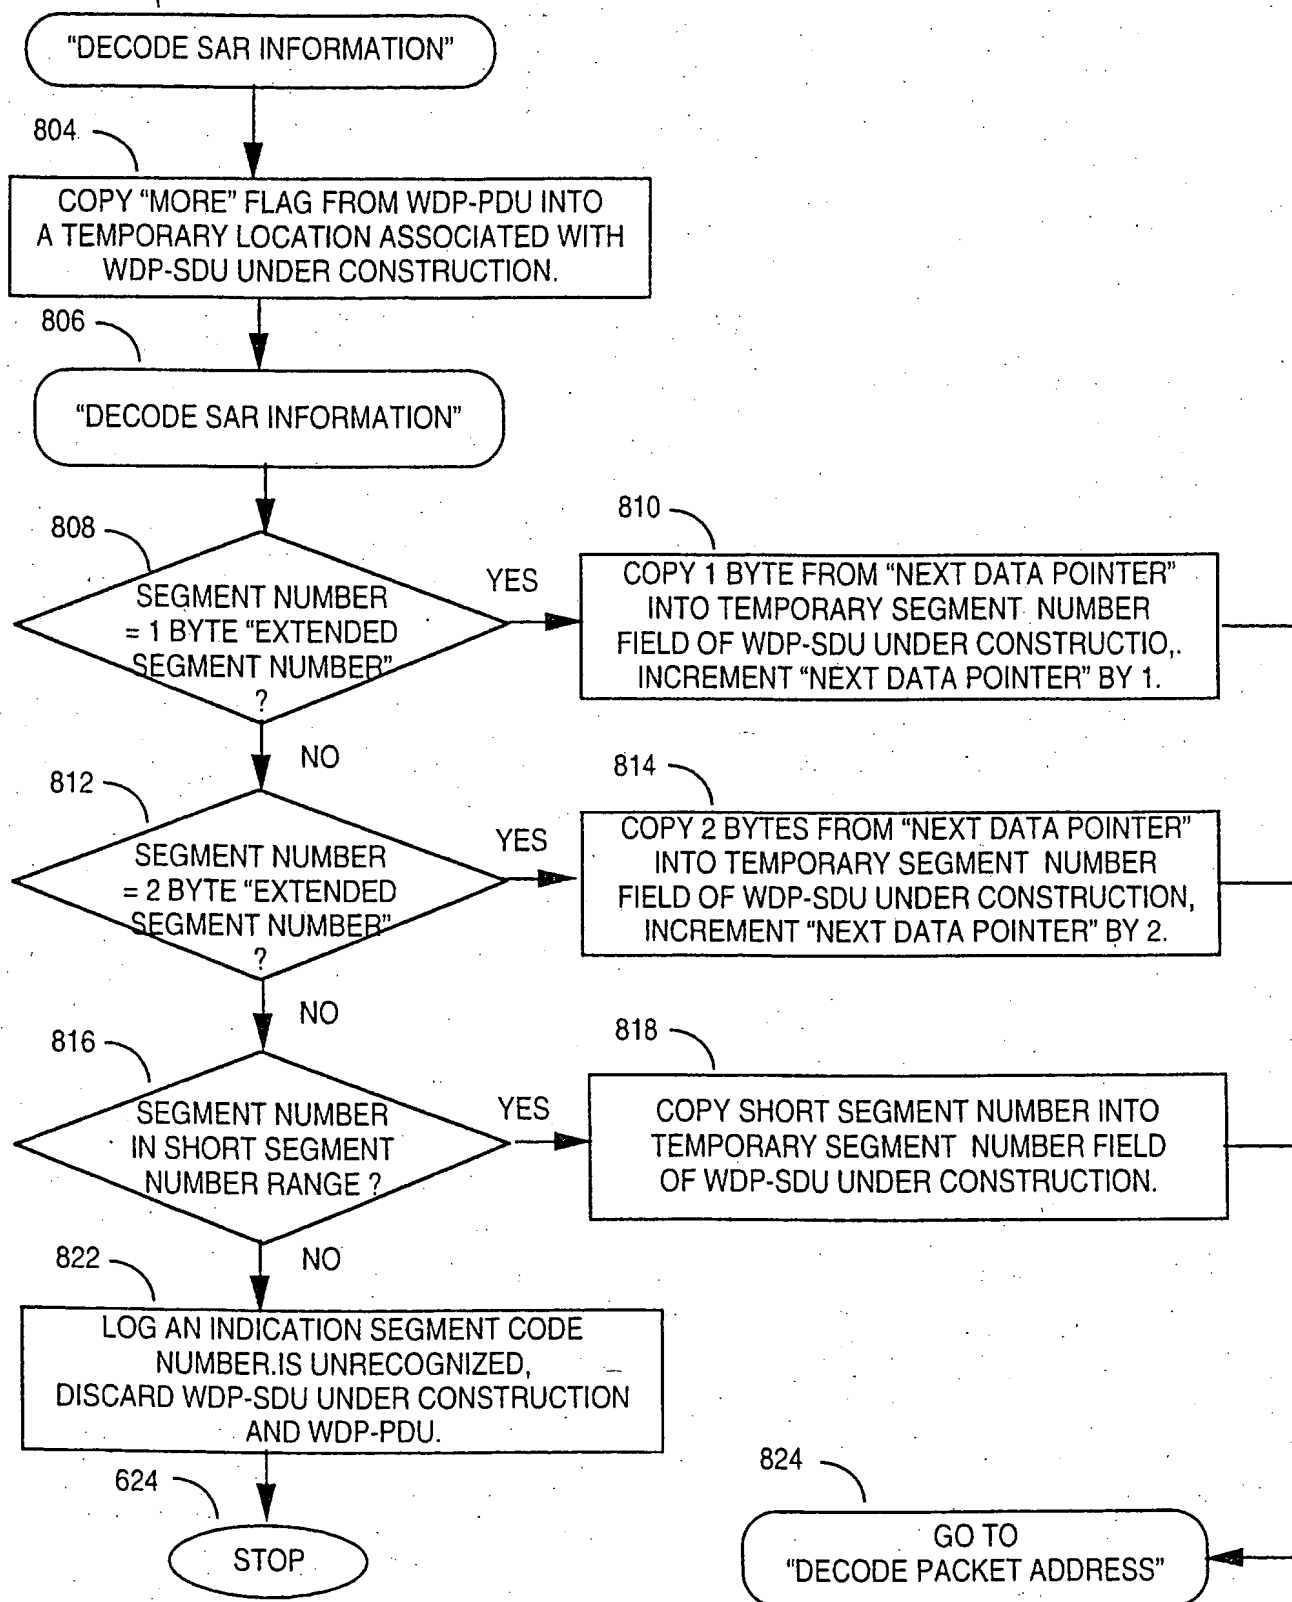 "DECODE SAR INFORMATION"
804
COPY "MORE" FLAG FROM WDP-PDU INTO
A TEMPORARY LOCATION ASSOCIATED WITH
WDP-SDU UNDER CONSTRUCTION.
806
"DECODE SAR INFORMATION"
808
SEGMENT NUMBER
= 1 BYTE "EXTENDED
SEGMENT NUMBER"
?
YES
810
COPY 1 BYTE FROM "NEXT DATA POINTER"
INTO TEMPORARY SEGMENT NUMBER
FIELD OF WDP-SDU UNDER CONSTRUCTIO,.
INCREMENT "NEXT DATA POINTER" BY 1.
NO
812
SEGMENT NUMBER
= 2 BYTE "EXTENDED
SEGMENT NUMBER"
?
YES
814
COPY 2 BYTES FROM "NEXT DATA POINTER"
INTO TEMPORARY SEGMENT NUMBER
FIELD OF WDP-SDU UNDER CONSTRUCTION,
INCREMENT "NEXT DATA POINTER" BY 2.
NO
816
SEGMENT NUMBER
IN SHORT SEGMENT
NUMBER RANGE ?
YES
818
COPY SHORT SEGMENT NUMBER INTO
TEMPORARY SEGMENT NUMBER FIELD
OF WDP-SDU UNDER CONSTRUCTION.
NO
822
LOG AN INDICATION SEGMENT CODE
NUMBER.IS UNRECOGNIZED,
DISCARD WDP-SDU UNDER CONSTRUCTION
AND WDP-PDU.
624
STOP
824
GO TO
"DECODE PACKET ADDRESS"